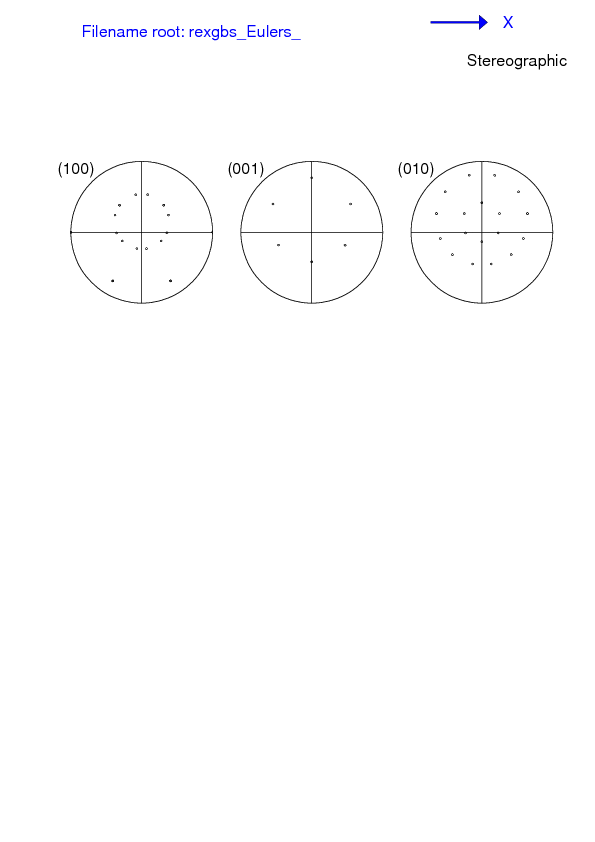 Filename root: rexgbs_Eulers_
X
Stereographic
(100)
(001)
(010)